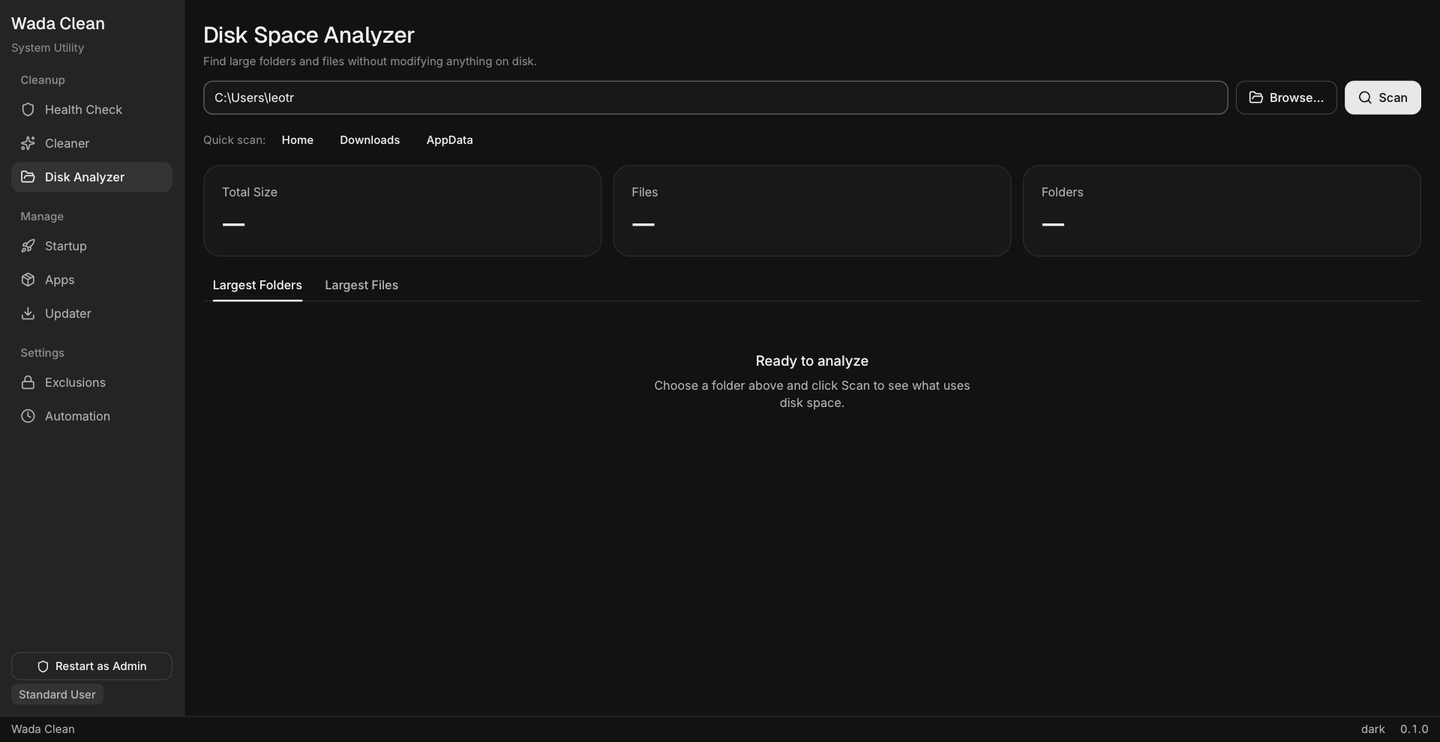 Wada Clean
System Utility
Cleanup
Health Check
Cleaner
Disk Analyzer
Manage
Startup
Apps
Updater
Settings
Exclusions
Automation
Restart as Admin
Standard User
Disk Space Analyzer
Find large folders and files without modifying anything on disk.
C:\Users\leotr
Browse...
Scan
Quick scan: Home Downloads AppData
Total Size
—
Files
—
Folders
—
Largest Folders Largest Files
Ready to analyze
Choose a folder above and click Scan to see what uses
disk space.
Wada Clean
dark 0.1.0